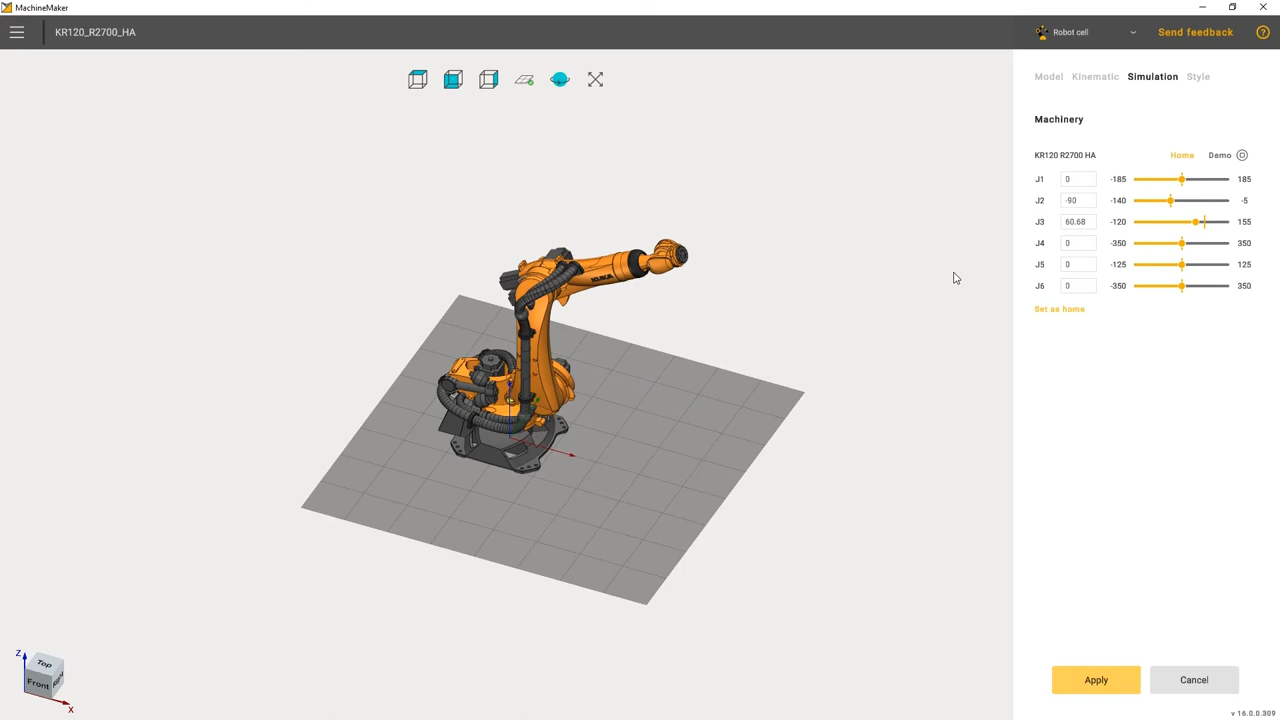 MachineMaker
KR120_R2700_HA
Robot cell
Send feedback
?
Model Kinematic Simulation Style
Machinery
KR120 R2700 HA Home Demo
J1 0 -185 185
J2 -90 -140 -5
J3 60.68 -120 155
J4 0 -350 350
J5 0 -125 125
J6 0 -350 350
Set as home
Z
Top
Front
X
Apply Cancel
v 16.0.0.309